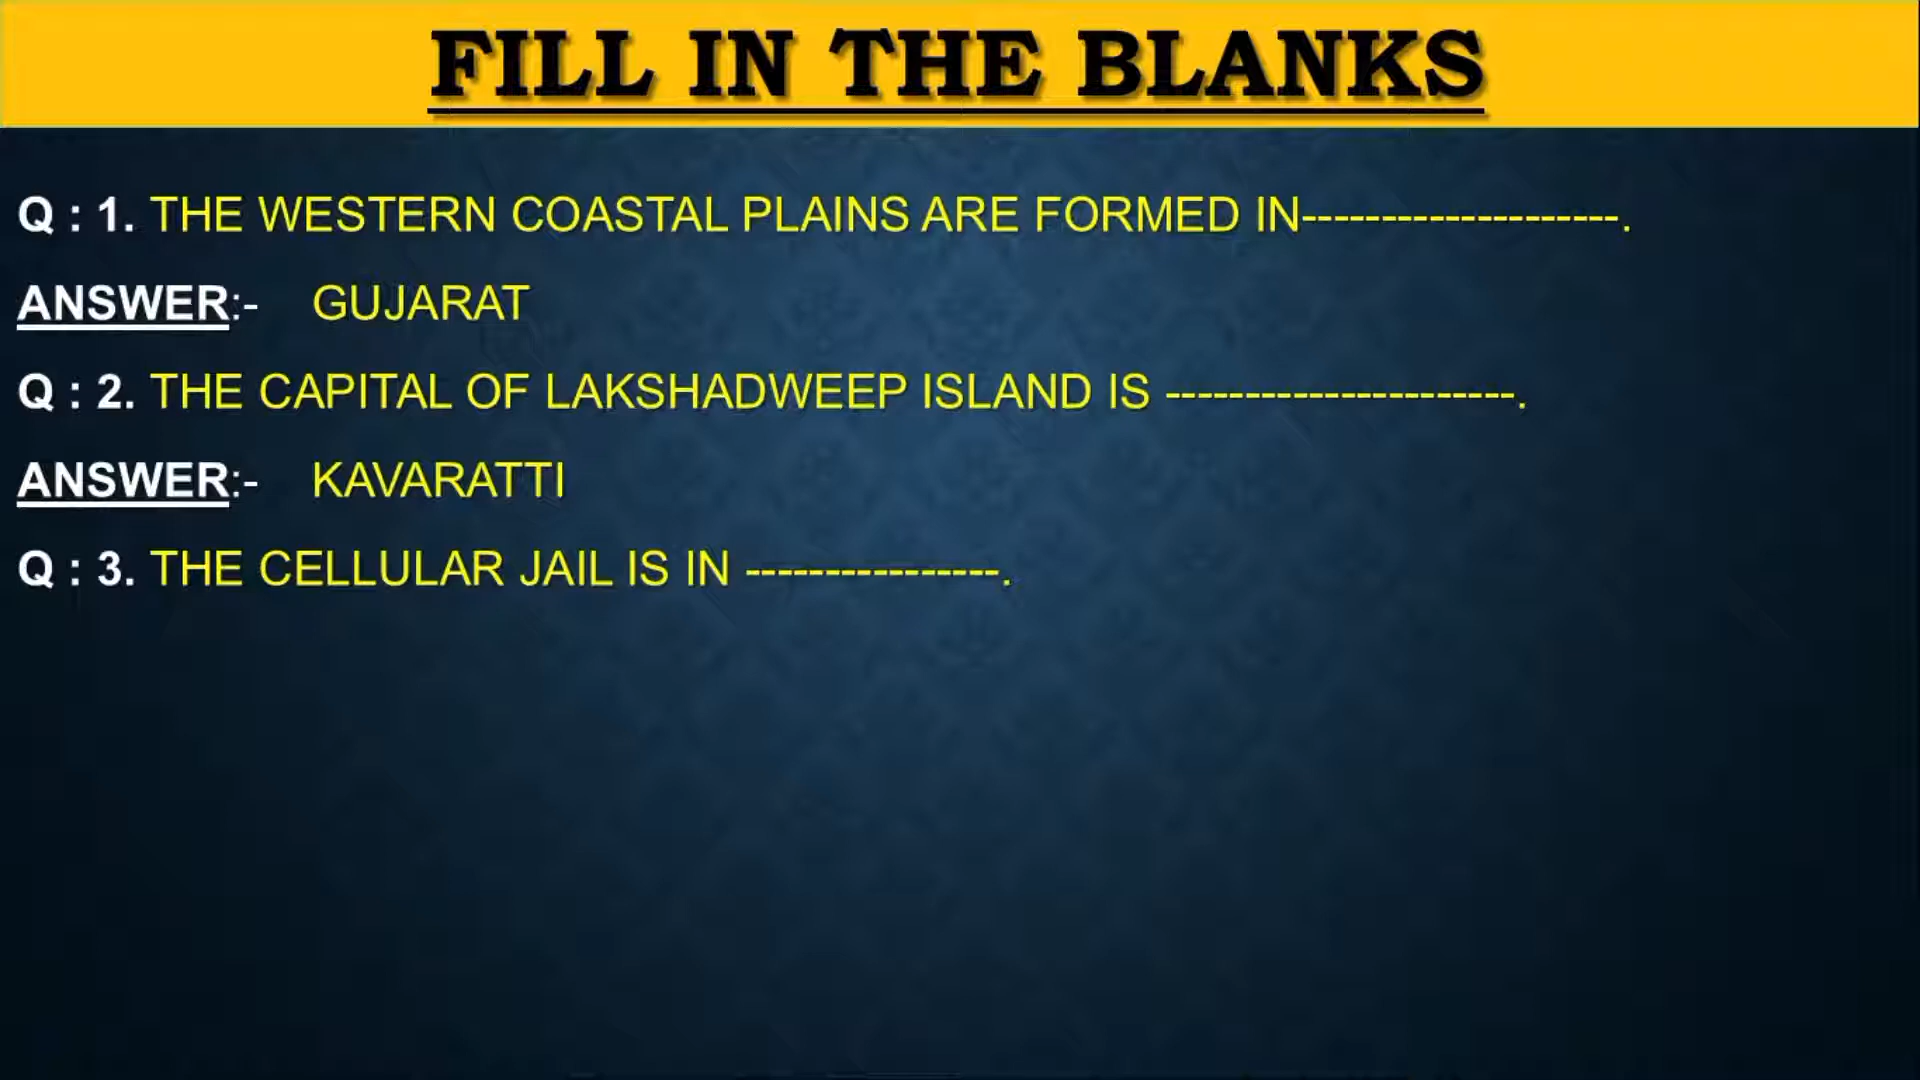 FILL IN THE BLANKS
Q : 1. THE WESTERN COASTAL PLAINS ARE FORMED IN--------------------.
ANSWER:- GUJARAT
Q : 2. THE CAPITAL OF LAKSHADWEEP ISLAND IS ----------------------.
ANSWER:- KAVARATTI
Q : 3. THE CELLULAR JAIL IS IN ----------------.